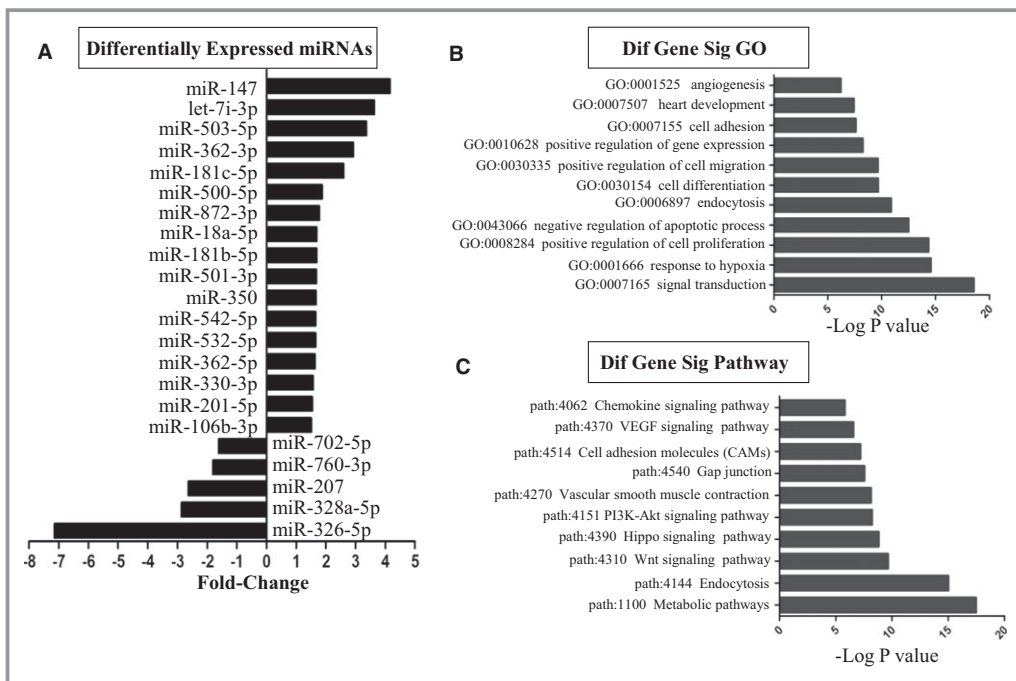 A
Differentially Expressed miRNAs
miR-147
let-7i-3p
miR-503-5p
miR-362-3p
miR-181c-5p
miR-500-5p
miR-872-3p
miR-18a-5p
miR-181b-5p
miR-501-3p
miR-350
miR-542-5p
miR-532-5p
miR-362-5p
miR-330-3p
miR-201-5p
miR-106b-3p
miR-702-5p
miR-760-3p
miR-207
miR-328a-5p
miR-326-5p
-8 -7 -6 -5 -4 -3 -2 -1 0 1 2 3 4 5
Fold-Change
B
Dif Gene Sig GO
GO:0001525 angiogenesis
GO:0007507 heart development
GO:0007155 cell adhesion
GO:0010628 positive regulation of gene expression
GO:0030335 positive regulation of cell migration
GO:0030154 cell differentiation
GO:0006897 endocytosis
GO:0043066 negative regulation of apoptotic process
GO:0008284 positive regulation of cell proliferation
GO:0001666 response to hypoxia
GO:0007165 signal transduction
0 5 10 15 20
-Log P value
C
Dif Gene Sig Pathway
path:4062 Chemokine signaling pathway
path:4370 VEGF signaling pathway
path:4514 Cell adhesion molecules (CAMs)
path:4540 Gap junction
path:4270 Vascular smooth muscle contraction
path:4151 PI3K-Akt signaling pathway
path:4390 Hippo signaling pathway
path:4310 Wnt signaling pathway
path:4144 Endocytosis
path:1100 Metabolic pathways
0 5 10 15 20
-Log P value